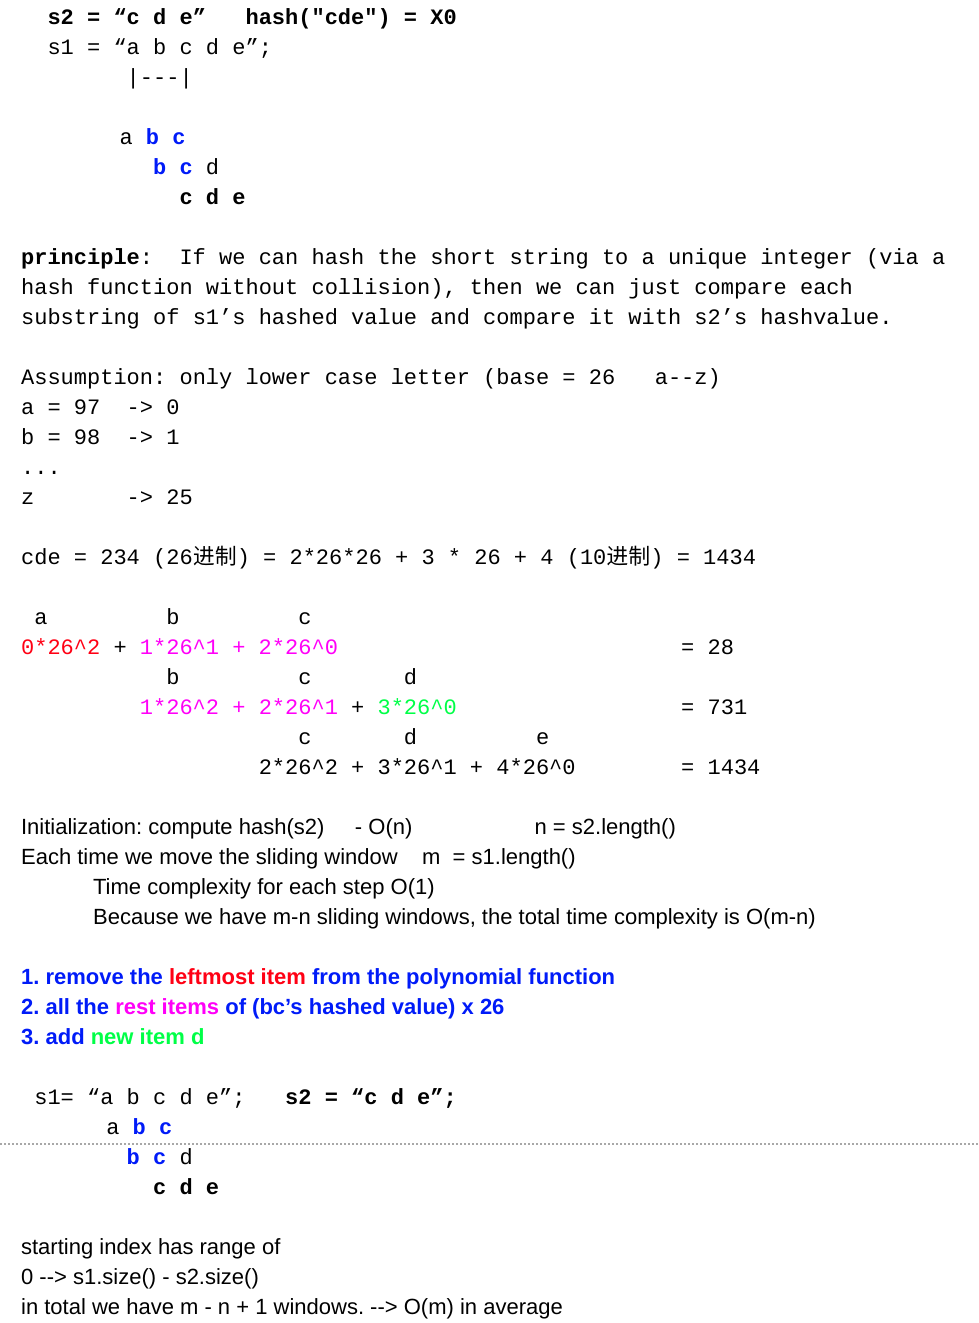 s2 = “c d e”   hash("cde") = X0
s1 = “a b c d e”;
|---|
a b c
b c d
c d e
principle:  If we can hash the short string to a unique integer (via a
hash function without collision), then we can just compare each
substring of s1’s hashed value and compare it with s2’s hashvalue.
Assumption: only lower case letter (base = 26   a--z)
a = 97  -> 0
b = 98  -> 1
...
z       -> 25
cde = 234 (26进制) = 2*26*26 + 3 * 26 + 4 (10进制) = 1434
a         b         c
0*26^2 + 1*26^1 + 2*26^0                          = 28
b         c       d
1*26^2 + 2*26^1 + 3*26^0                 = 731
c       d         e
2*26^2 + 3*26^1 + 4*26^0        = 1434
Initialization: compute hash(s2)     - O(n)                    n = s2.length()
Each time we move the sliding window    m  = s1.length()
Time complexity for each step O(1)
Because we have m-n sliding windows, the total time complexity is O(m-n)
1. remove the leftmost item from the polynomial function
2. all the rest items of (bc’s hashed value) x 26
3. add new item d
s1= “a b c d e”;   s2 = “c d e”;
a b c
b c d
c d e
starting index has range of
0 --> s1.size() - s2.size()
in total we have m - n + 1 windows. --> O(m) in average